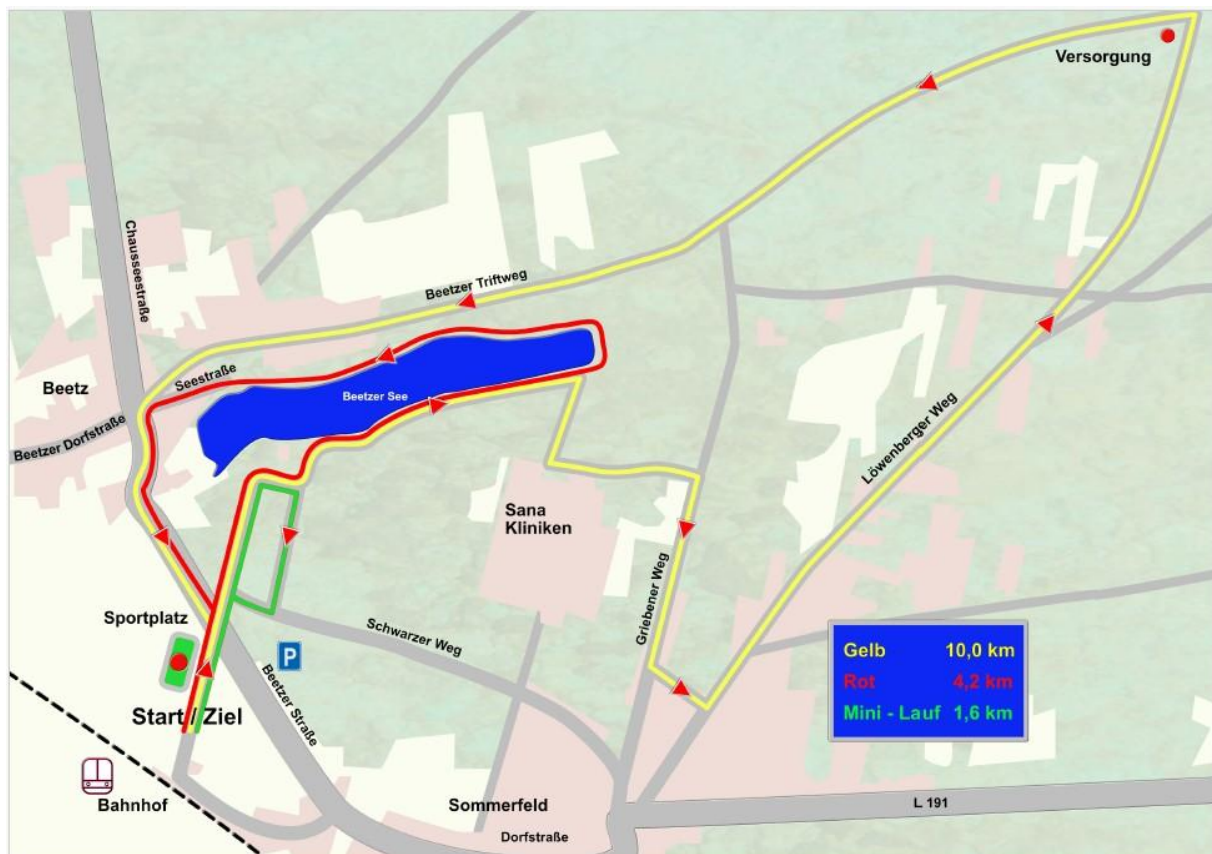 Versorgung
Chausseestraße
Beetzer Triftweg
Seestraße
Beetz
Beetzer See
Beetzer Dorfstraße
Löwenberger Weg
Sana
Kliniken
Griebener Weg
Sportplatz
Schwarzer Weg
P
Beetzer Straße
Start / Ziel
Gelb 10,0 km
Rot 4,2 km
Mini - Lauf 1,6 km
Bahnhof
Sommerfeld
L 191
Dorfstraße